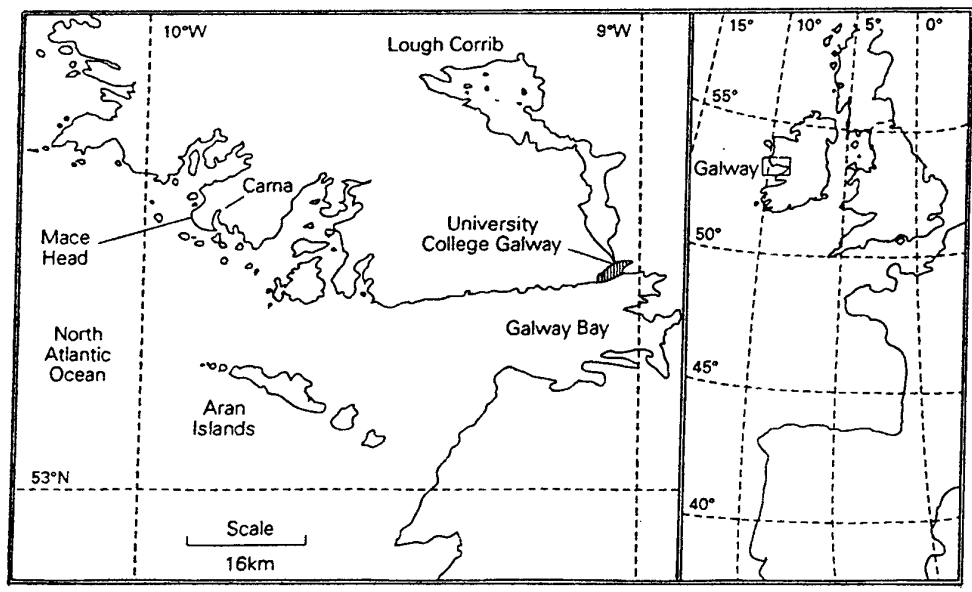 10°W
9°W
Lough Corrib
Carna
Mace
Head
University
College Galway
North
Atlantic
Ocean
Galway Bay
Aran
Islands
53°N
Scale
16km
15°
10°
5°
0°
55°
Galway
50°
45°
40°